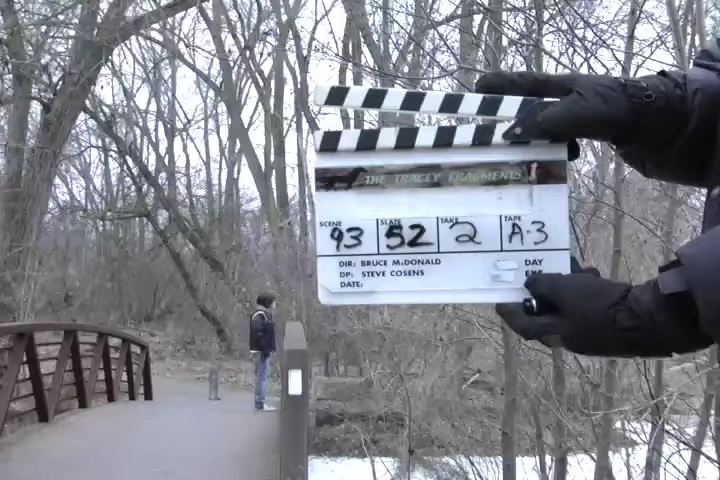 THE TRACEY FRAGMENTS
SCENE SLATE TAKE TAPE
93 52 2 A-3
DIR: BRUCE McDONALD DAY
DP: STEVE COSENS
DATE: